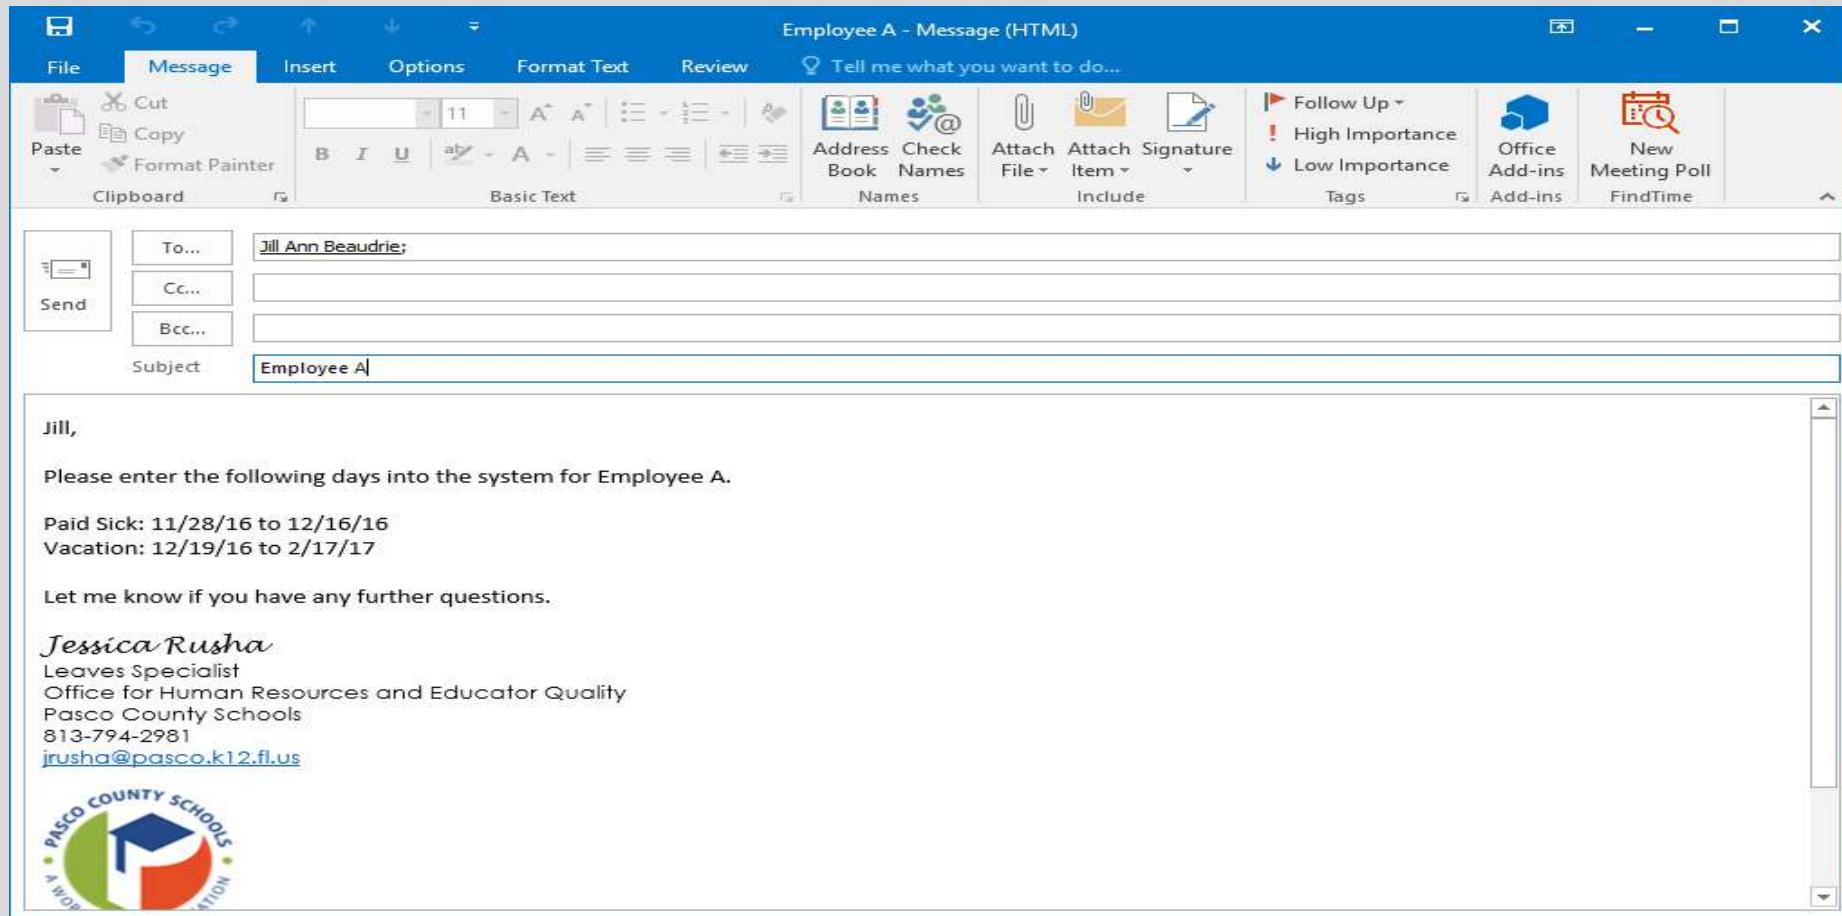 Employee A - Message (HTML)
File Message Insert Options Format Text Review Tell me what you want to do...
Paste
Cut
Copy
Format Painter
Clipboard
11
B I U
Basic Text
Address Book
Check Names
Names
Attach File
Attach Item
Signature
Include
Follow Up
High Importance
Low Importance
Tags
Office Add-ins
Add-ins
New Meeting Poll
FindTime
Send
To... Jill Ann Beaudrie;
Cc...
Bcc...
Subject Employee A
Jill,
Please enter the following days into the system for Employee A.
Paid Sick: 11/28/16 to 12/16/16
Vacation: 12/19/16 to 2/17/17
Let me know if you have any further questions.
Jessica Rusha
Leaves Specialist
Office for Human Resources and Educator Quality
Pasco County Schools
813-794-2981
jrusha@pasco.k12.fl.us
PASCO COUNTY SCHOOLS